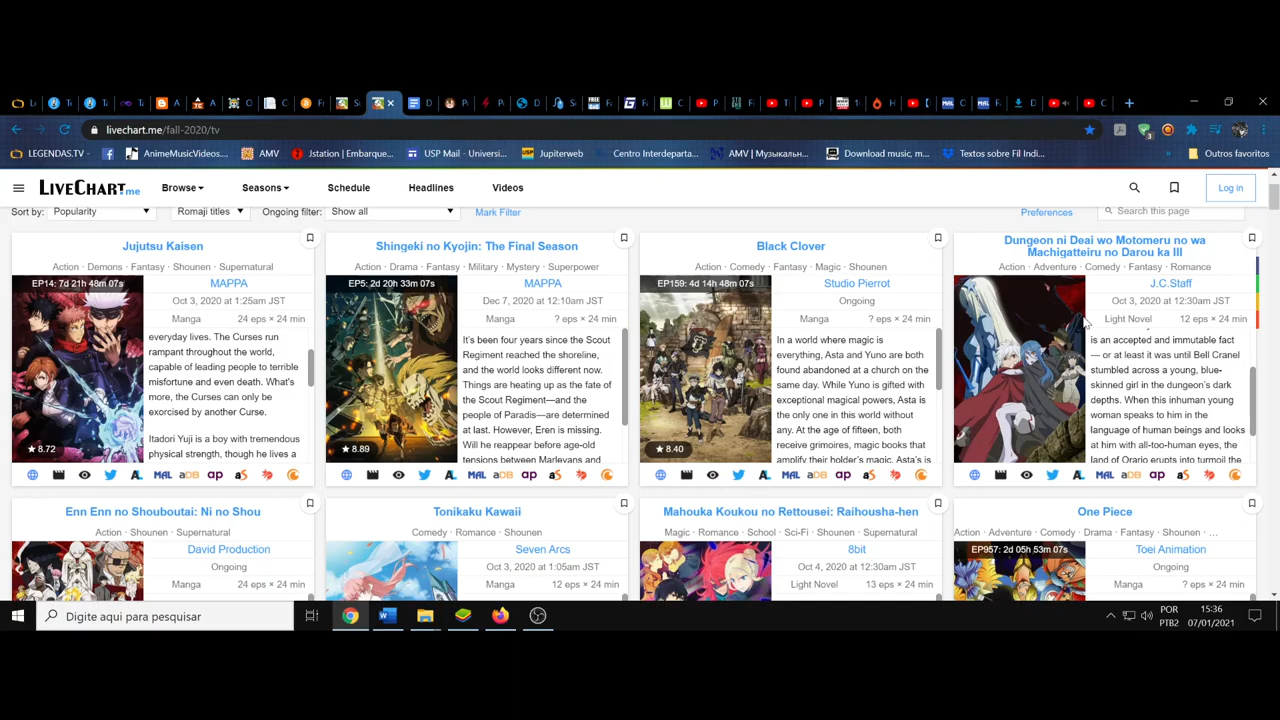 livechart.me/fall-2020/tv
LEGENDAS.TV
AnimeMusicVideos....
AMV
Jstation | Embarque...
USP Mail - Universi...
Jupiterweb
Centro Interdeparta...
AMV | Музыкальн...
Download music, m...
Textos sobre Fil Indi...
Outros favoritos
LIVECHART.me
Browse
Seasons
Schedule
Headlines
Videos
Log in
Sort by:
Popularity
Romaji titles
Ongoing filter:
Show all
Mark Filter
Preferences
Search this page
Jujutsu Kaisen
Action · Demons · Fantasy · Shounen · Supernatural
EP14: 7d 21h 48m 07s
MAPPA
Oct 3, 2020 at 1:25am JST
Manga
24 eps × 24 min
everyday lives. The Curses run
rampant throughout the world,
capable of leading people to terrible
misfortune and even death. What's
more, the Curses can only be
exorcised by another Curse.
Itadori Yuji is a boy with tremendous
physical strength, though he lives a
8.72
MAL
aDB
ap
aS
Shingeki no Kyojin: The Final Season
Action · Drama · Fantasy · Military · Mystery · Superpower
EP5: 2d 20h 33m 07s
MAPPA
Dec 7, 2020 at 12:10am JST
Manga
? eps × 24 min
It's been four years since the Scout
Regiment reached the shoreline,
and the world looks different now.
Things are heating up as the fate of
the Scout Regiment—and the
people of Paradis—are determined
at last. However, Eren is missing.
Will he reappear before age-old
tensions between Marleyans and
8.89
MAL
aDB
ap
aS
Black Clover
Action · Comedy · Fantasy · Magic · Shounen
EP159: 4d 14h 48m 07s
Studio Pierrot
Ongoing
Manga
? eps × 24 min
In a world where magic is
everything, Asta and Yuno are both
found abandoned at a church on the
same day. While Yuno is gifted with
exceptional magical powers, Asta is
the only one in this world without
any. At the age of fifteen, both
receive grimoires, magic books that
amplify their holder's magic. Asta's
8.40
MAL
aDB
ap
aS
Dungeon ni Deai wo Motomeru no wa
Machigatteiru no Darou ka III
Action · Adventure · Comedy · Fantasy · Romance
J.C.Staff
Oct 3, 2020 at 12:30am JST
Light Novel
12 eps × 24 min
is an accepted and immutable fact
— or at least it was until Bell Cranel
stumbled across a young, blue-
skinned girl in the dungeon's dark
depths. When this inhuman young
woman speaks to him in the
language of human beings and looks
at him with all-too-human eyes, the
land of Orario erupts into turmoil the
MAL
aDB
ap
aS
Enn Enn no Shouboutai: Ni no Shou
Action · Shounen · Supernatural
David Production
Ongoing
Manga
24 eps × 24 min
Tonikaku Kawaii
Comedy · Romance · Shounen
Seven Arcs
Oct 3, 2020 at 1:05am JST
Manga
12 eps × 24 min
Mahouka Koukou no Rettousei: Raihousha-hen
Magic · Romance · School · Sci-Fi · Shounen · Supernatural
8bit
Oct 4, 2020 at 12:30am JST
Light Novel
13 eps × 24 min
One Piece
Action · Adventure · Comedy · Drama · Fantasy · Shounen · ...
EP957: 2d 05h 53m 07s
Toei Animation
Ongoing
Manga
? eps × 24 min
Digite aqui para pesquisar
POR
PTB2
15:36
07/01/2021